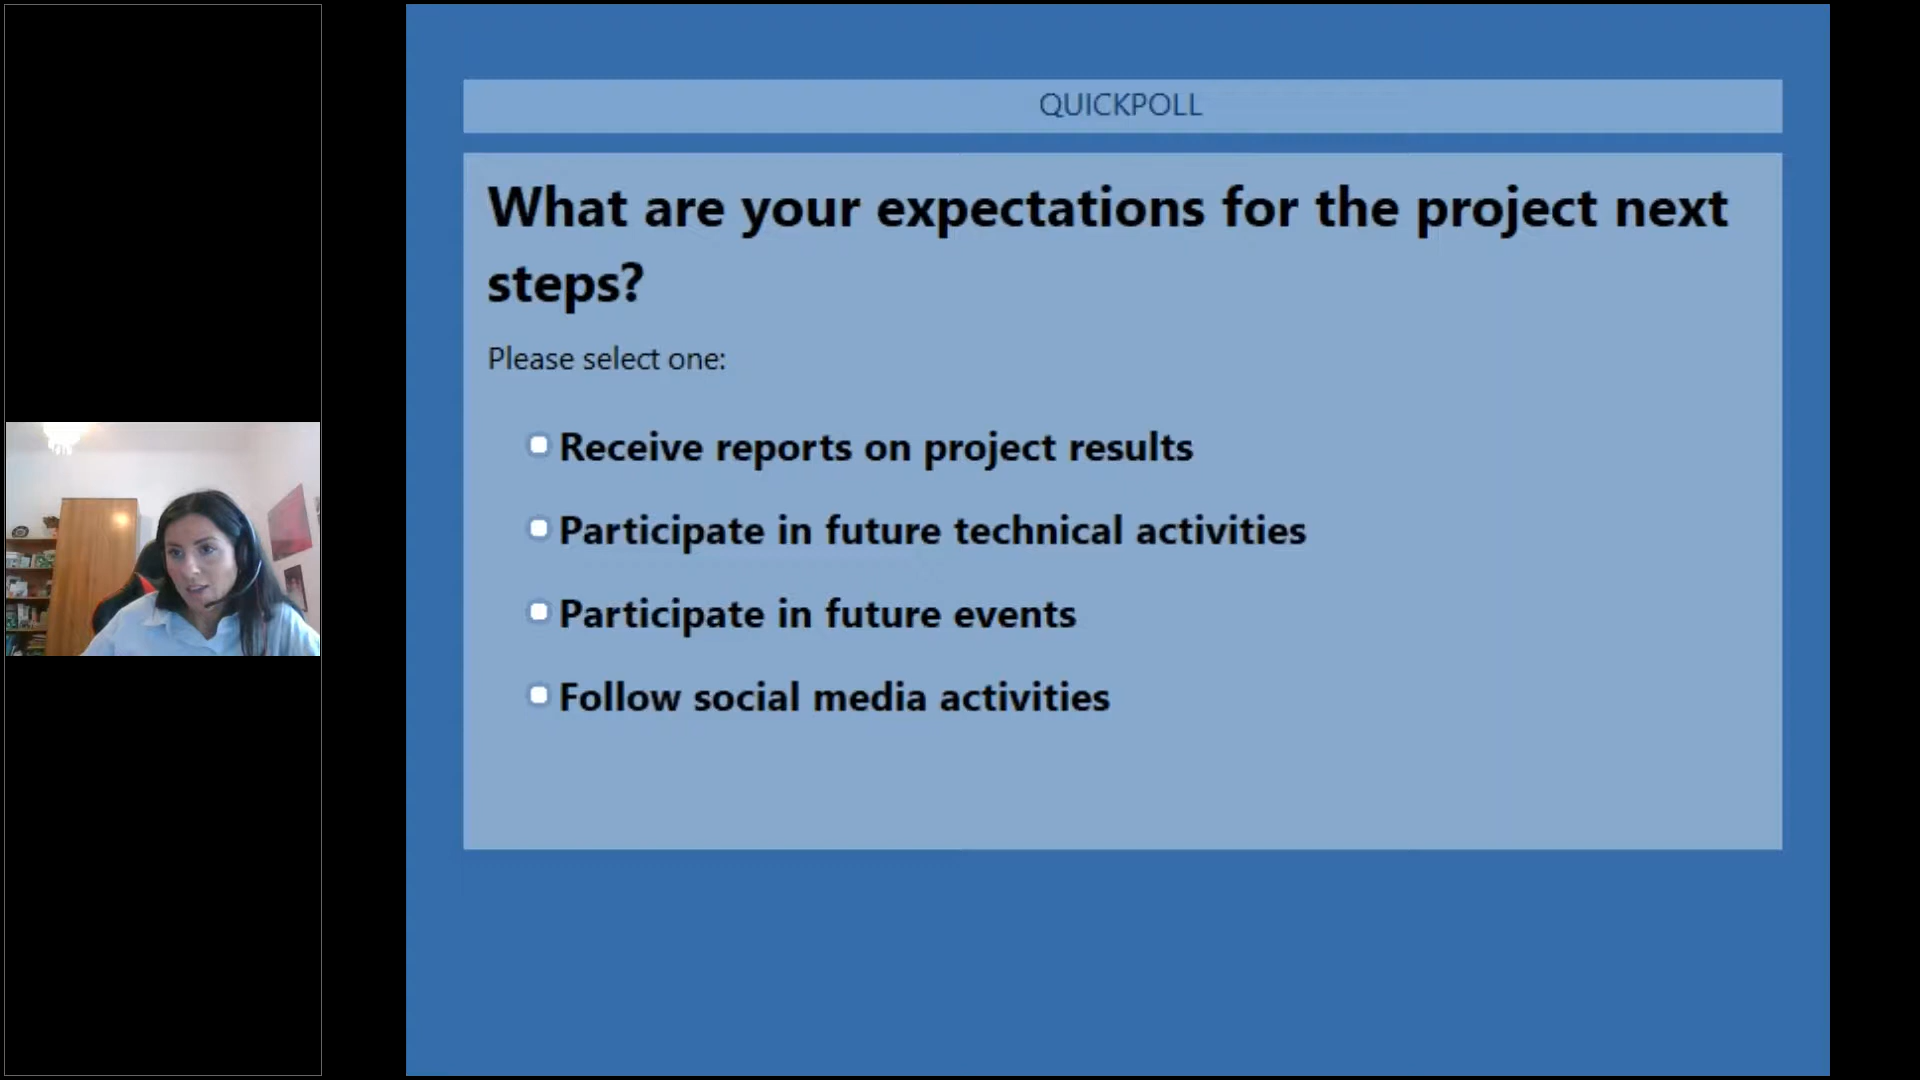 QUICKPOLL
What are your expectations for the project next
steps?
Please select one:
Receive reports on project results
Participate in future technical activities
Participate in future events
Follow social media activities